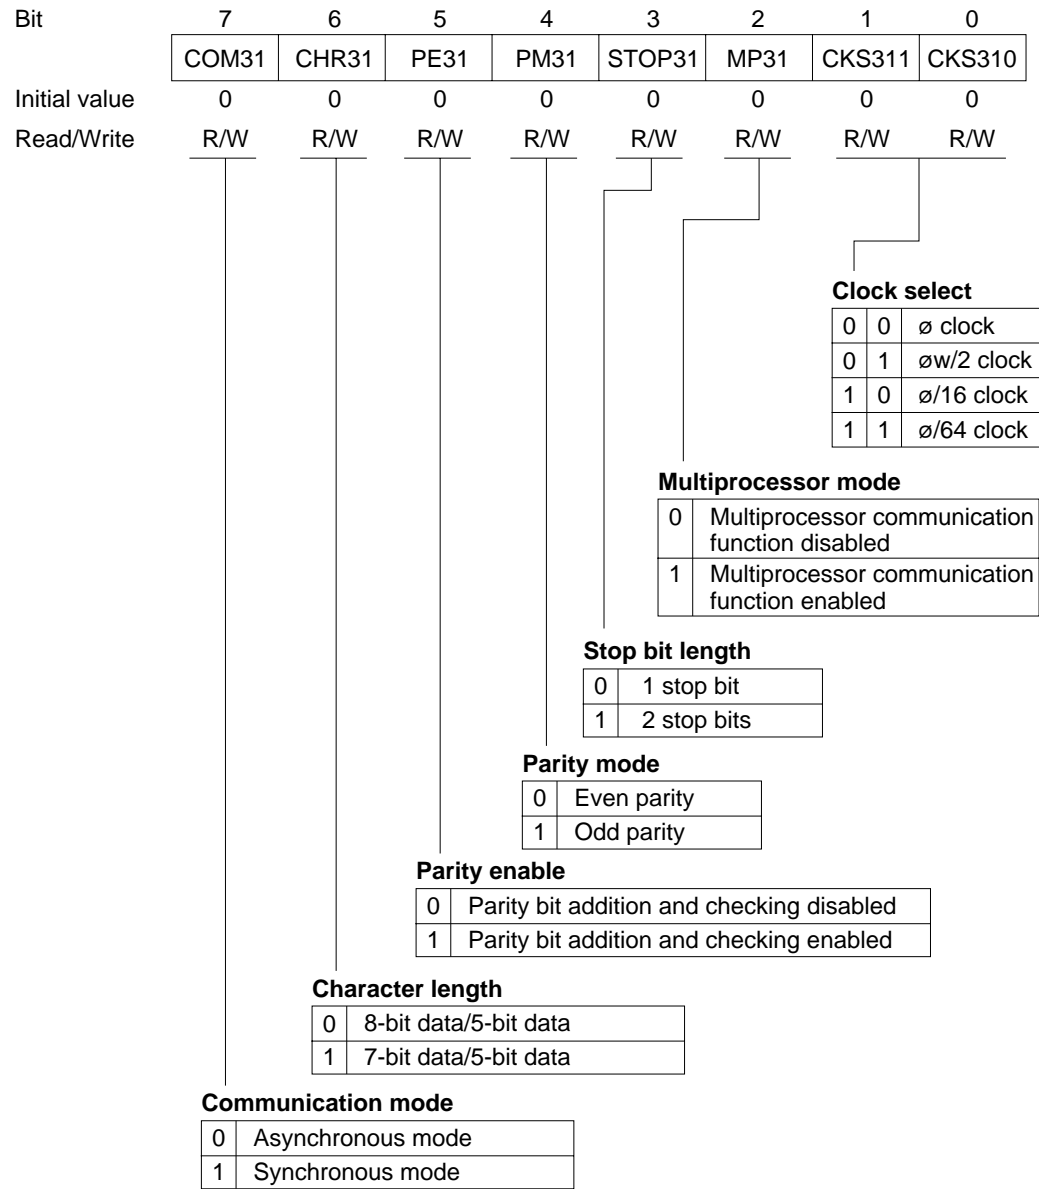 Bit 7 6 5 4 3 2 1 0
COM31 CHR31 PE31 PM31 STOP31 MP31 CKS311 CKS310
Initial value 0 0 0 0 0 0 0 0
Read/Write R/W R/W R/W R/W R/W R/W R/W R/W
Clock select
0 0 ø clock
0 1 øw/2 clock
1 0 ø/16 clock
1 1 ø/64 clock
Multiprocessor mode
0 Multiprocessor communication
function disabled
1 Multiprocessor communication
function enabled
Stop bit length
0 1 stop bit
1 2 stop bits
Parity mode
0 Even parity
1 Odd parity
Parity enable
0 Parity bit addition and checking disabled
1 Parity bit addition and checking enabled
Character length
0 8-bit data/5-bit data
1 7-bit data/5-bit data
Communication mode
0 Asynchronous mode
1 Synchronous mode